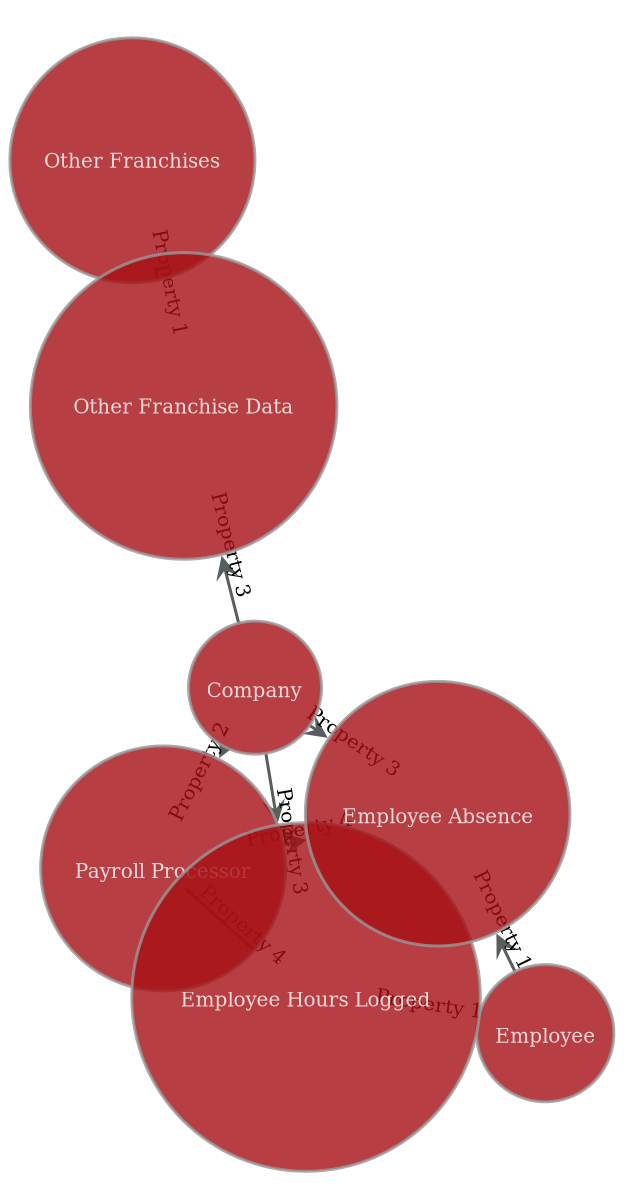 Other Franchises
Property 1
Other Franchise Data
Property 3
Company
Property 3
Property 2
Property 3
Employee Absence
Payroll Processor
Property 4
Property 1
Employee Hours Logged
Property 1
Employee